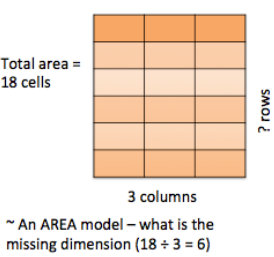 Total area =
18 cells
? rows
3 columns
~ An AREA model – what is the
missing dimension (18 ÷ 3 = 6)